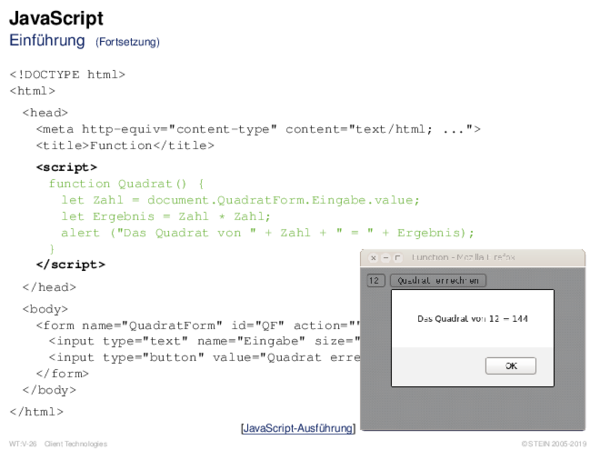 JavaScript
Einführung (Fortsetzung)
<!DOCTYPE html>
<html>
<head>
<meta http-equiv="content-type" content="text/html; ...">
<title>Function</title>
<script>
function Quadrat() {
let Zahl = document.QuadratForm.Eingabe.value;
let Ergebnis = Zahl * Zahl;
alert ("Das Quadrat von " + Zahl + " = " + Ergebnis);
}
</script>
</head>
<body>
<form name="QuadratForm" id="QF" action=""
<input type="text" name="Eingabe" size="
<input type="button" value="Quadrat erre
</form>
</body>
</html>
Function - Mozilla Firefox
12 Quadrat errechnen
Das Quadrat von 12 = 144
OK
[JavaScript-Ausführung]
WT:V-26 Client Technologies © STEIN 2005-2019